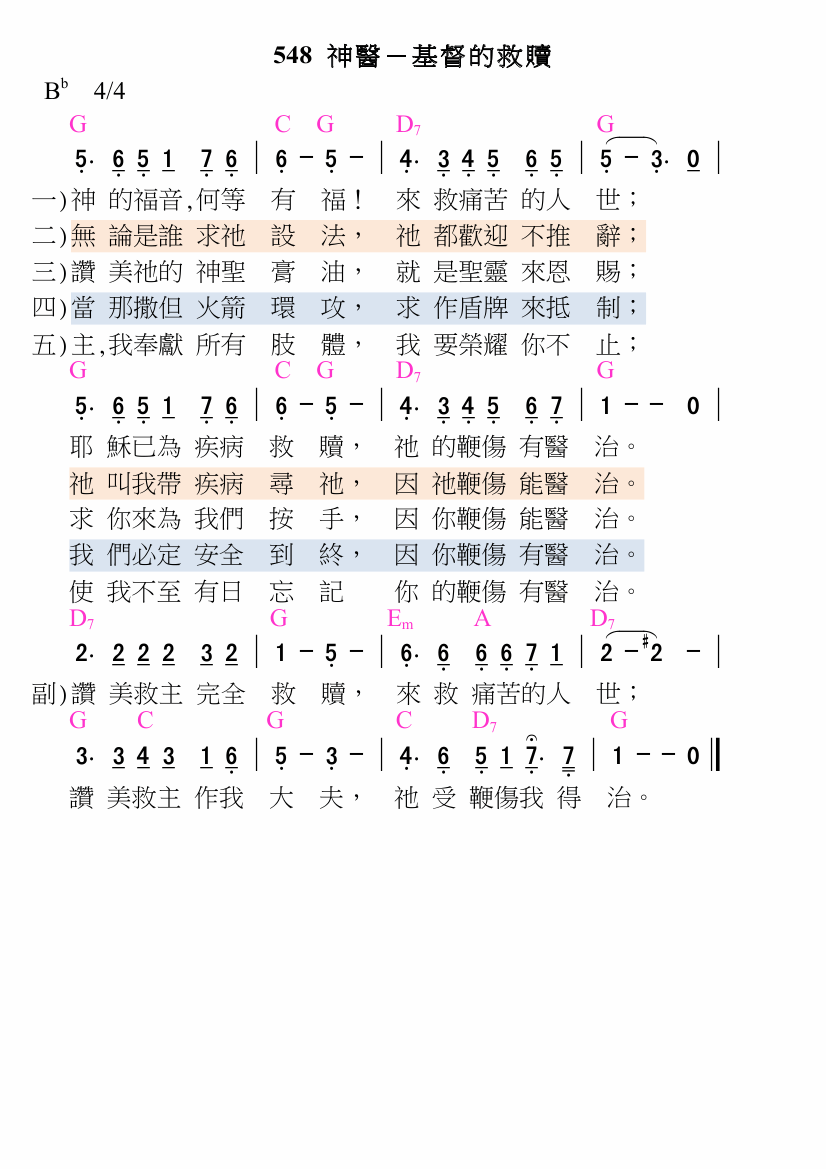 548 神醫－基督的救贖
B♭ 4/4
G C G D7 G
5· 6 5 1 7 6 | 6 － 5 － | 4· 3 4 5 6 5 | 5 － 3· 0 |
一)神 的福音,何等 有 福! 來 救痛苦 的人 世；
二)無 論是誰 求祂 設 法， 祂 都歡迎 不推 辭；
三)讚 美祂的 神聖 膏 油， 就 是聖靈 來恩 賜；
四)當 那撒但 火箭 環 攻， 求 作盾牌 來抵 制；
五)主,我奉獻 所有 肢 體， 我 要榮耀 你不 止；
G C G D7 G
5· 6 5 1 7 6 | 6 － 5 － | 4· 3 4 5 6 7 | 1 － － 0 |
耶 穌已為 疾病 救 贖， 祂 的鞭傷 有醫 治。
祂 叫我帶 疾病 尋 祂， 因 祂鞭傷 能醫 治。
求 你來為 我們 按 手， 因 你鞭傷 能醫 治。
我 們必定 安全 到 終， 因 你鞭傷 有醫 治。
使 我不至 有日 忘 記 你 的鞭傷 有醫 治。
D7 G Em A D7
2· 2 2 2 3 2 | 1 － 5 － | 6· 6 6 6 7 1 | 2 － #2 － |
副)讚 美救主 完全 救 贖， 來 救 痛苦的人 世；
G C G C D7 G
3· 3 4 3 1 6 | 5 － 3 － | 4· 6 5 1 7· 7 | 1 － － 0 ‖
讚 美救主 作我 大 夫， 祂 受 鞭傷我 得 治。